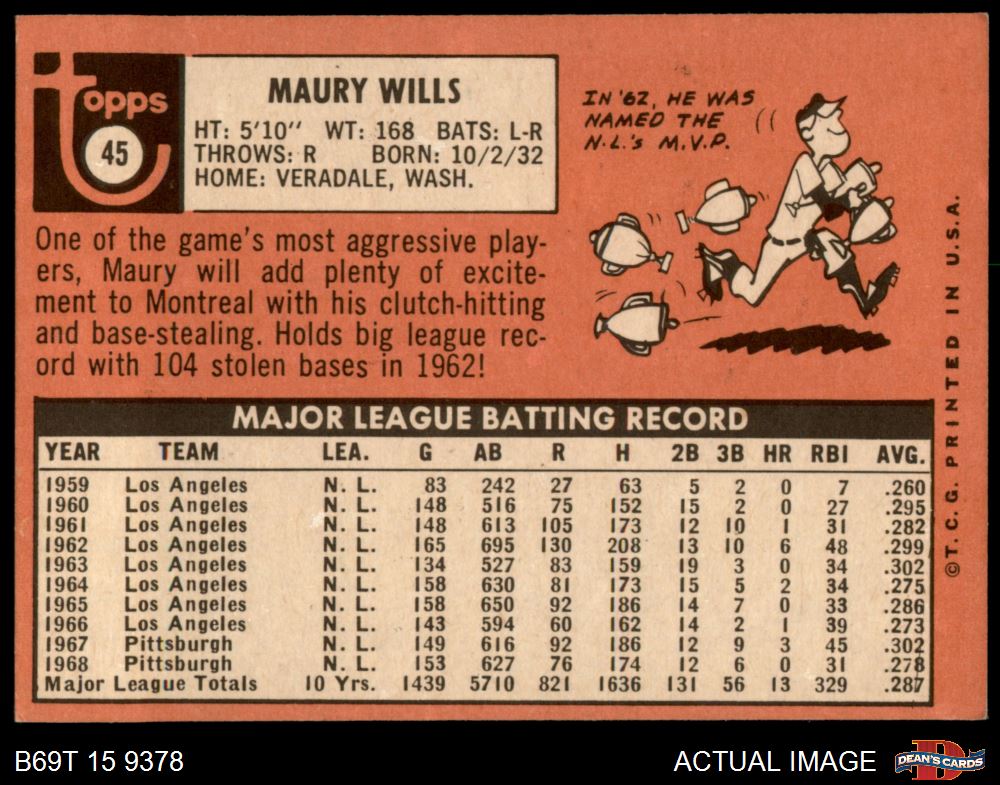 topps
45
MAURY WILLS
HT: 5'10" WT: 168 BATS: L-R
THROWS: R BORN: 10/2/32
HOME: VERADALE, WASH.
IN '62, HE WAS
NAMED THE
N.L.'s M.V.P.
One of the game's most aggressive play-
ers, Maury will add plenty of excite-
ment to Montreal with his clutch-hitting
and base-stealing. Holds big league rec-
ord with 104 stolen bases in 1962!
MAJOR LEAGUE BATTING RECORD
YEAR TEAM LEA. G AB R H 2B 3B HR RBI AVG.
1959 Los Angeles N. L. 83 242 27 63 5 2 0 7 .260
1960 Los Angeles N. L. 148 516 75 152 15 2 0 27 .295
1961 Los Angeles N. L. 148 613 105 173 12 10 1 31 .282
1962 Los Angeles N. L. 165 695 130 208 13 10 6 48 .299
1963 Los Angeles N. L. 134 527 83 159 19 3 0 34 .302
1964 Los Angeles N. L. 158 630 81 173 15 5 2 34 .275
1965 Los Angeles N. L. 158 650 92 186 14 7 0 33 .286
1966 Los Angeles N. L. 143 594 60 162 14 2 1 39 .273
1967 Pittsburgh N. L. 149 616 92 186 12 9 3 45 .302
1968 Pittsburgh N. L. 153 627 76 174 12 6 0 31 .278
Major League Totals 10 Yrs. 1439 5710 821 1636 131 56 13 329 .287
©T. C. G. PRINTED IN U.S.A.
B69T 15 9378
ACTUAL IMAGE
DEAN'S CARDS